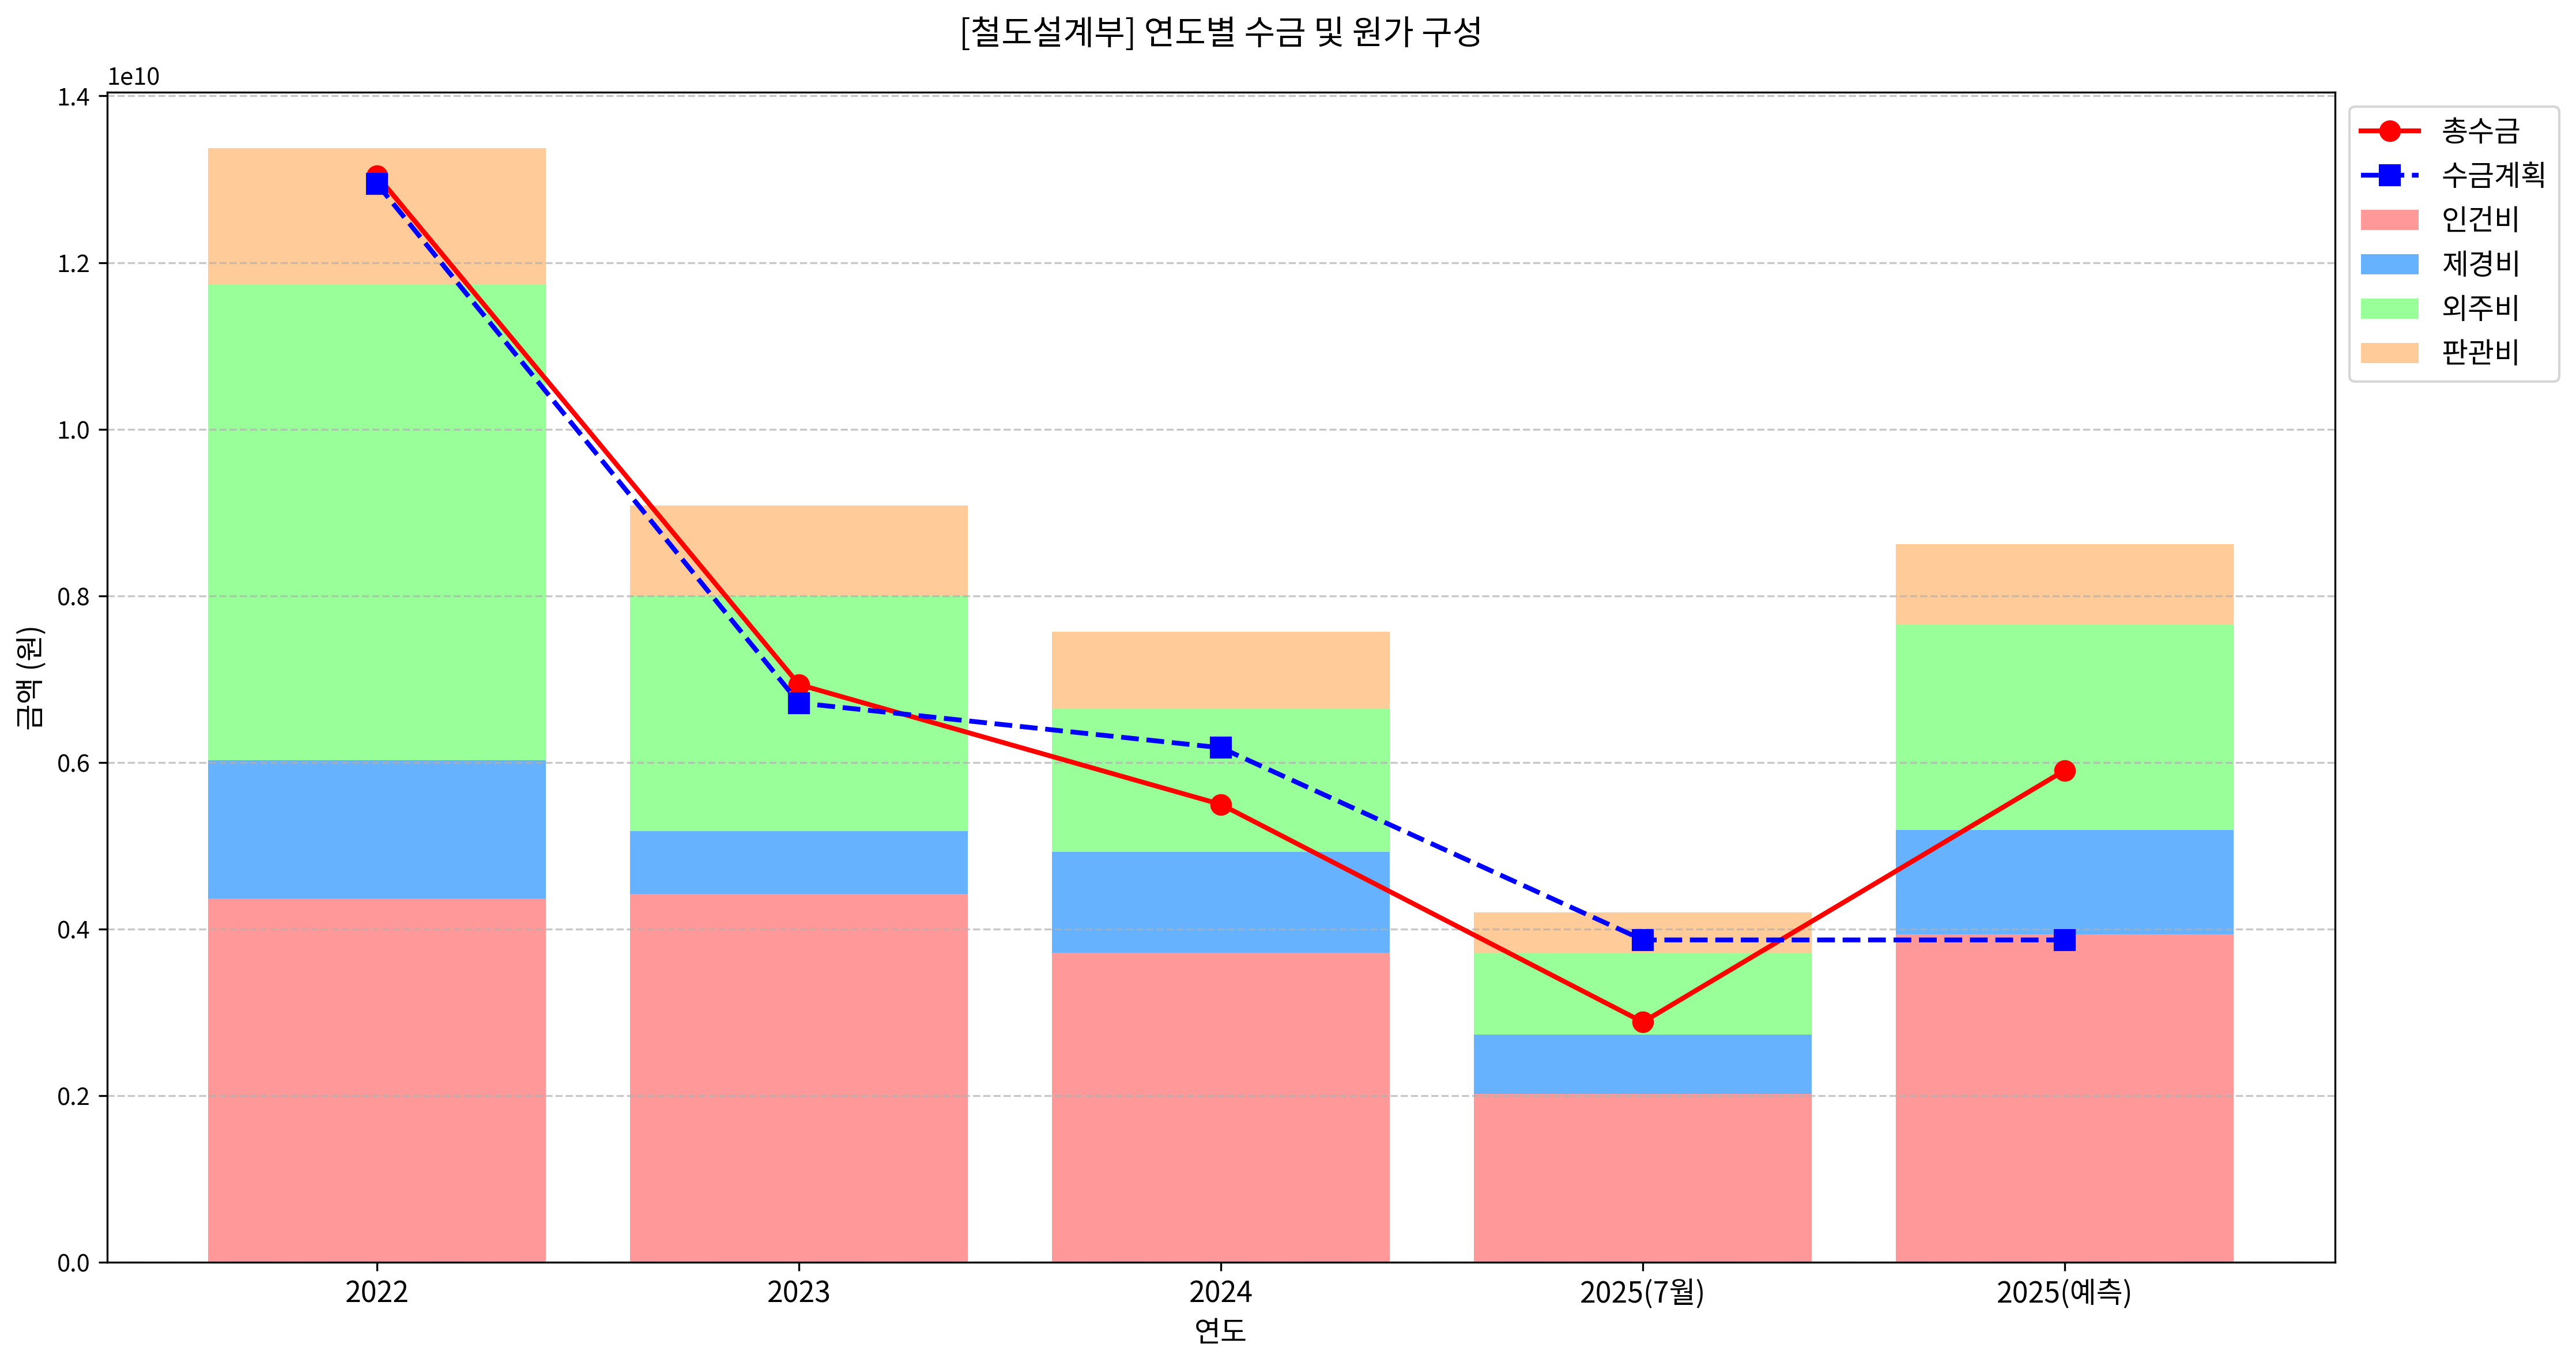 [철도설계부] 연도별 수금 및 원가 구성
1e10
1.4
1.2
1.0
0.8
0.6
0.4
0.2
0.0
금액 (원)
2022
2023
2024
2025(7월)
2025(예측)
연도
총수금
수금계획
인건비
제경비
외주비
판관비